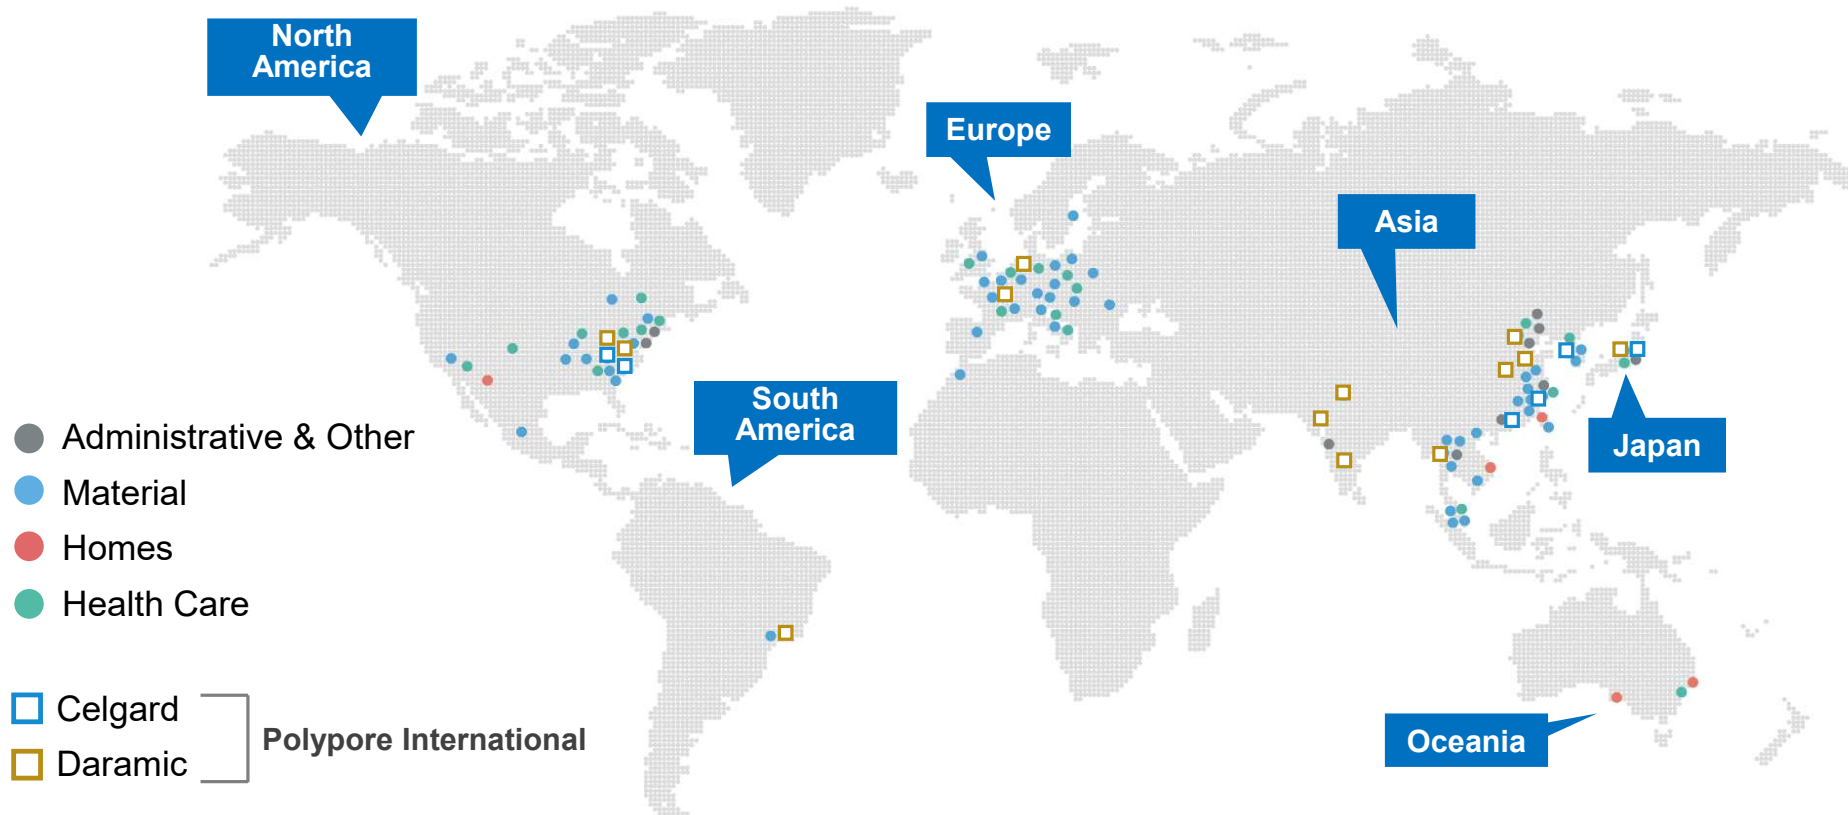 North
America
Europe
Asia
South
America
Japan
Oceania
Administrative & Other
Material
Homes
Health Care
Celgard
Daramic
Polypore International